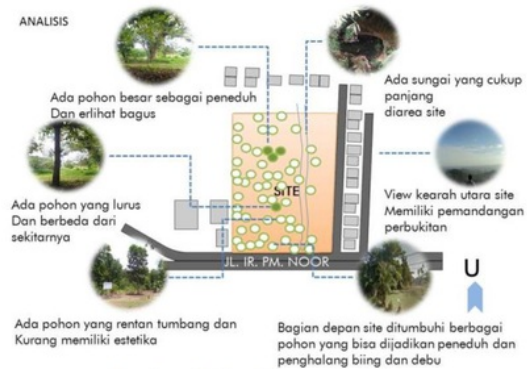 ANALISIS
Ada pohon besar sebagai peneduh
Dan erlihat bagus
Ada sungai yang cukup
panjang
diarea site
Ada pohon yang lurus
Dan berbeda dari
sekitarnya
SITE
View kearah utara site
Memiliki pemandangan
perbukitan
JL. IR. PM. NOOR
U
Ada pohon yang rentan tumbang dan
Kurang memiliki estetika
Bagian depan site ditumbuhi berbagai
pohon yang bisa dijadikan peneduh dan
penghalang biing dan debu